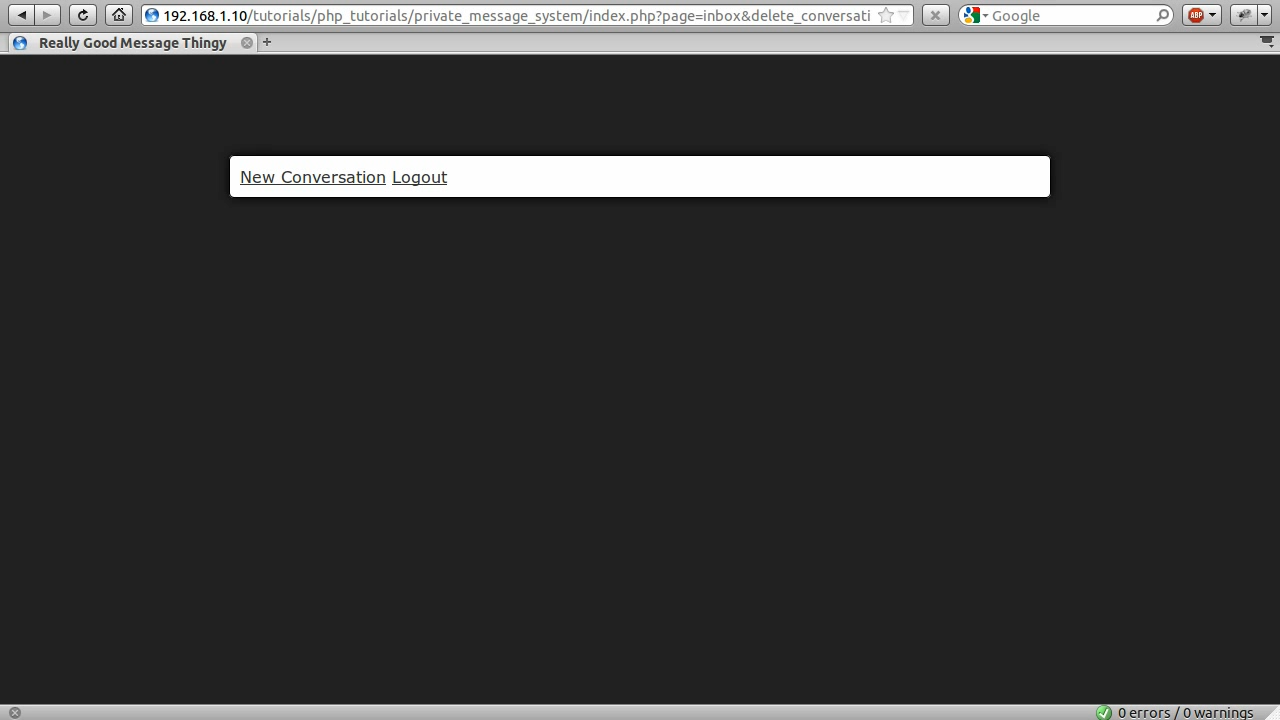 192.168.1.10/tutorials/php_tutorials/private_message_system/index.php?page=inbox&delete_conversati
Google
ABP
Really Good Message Thingy
New Conversation Logout
0 errors / 0 warnings